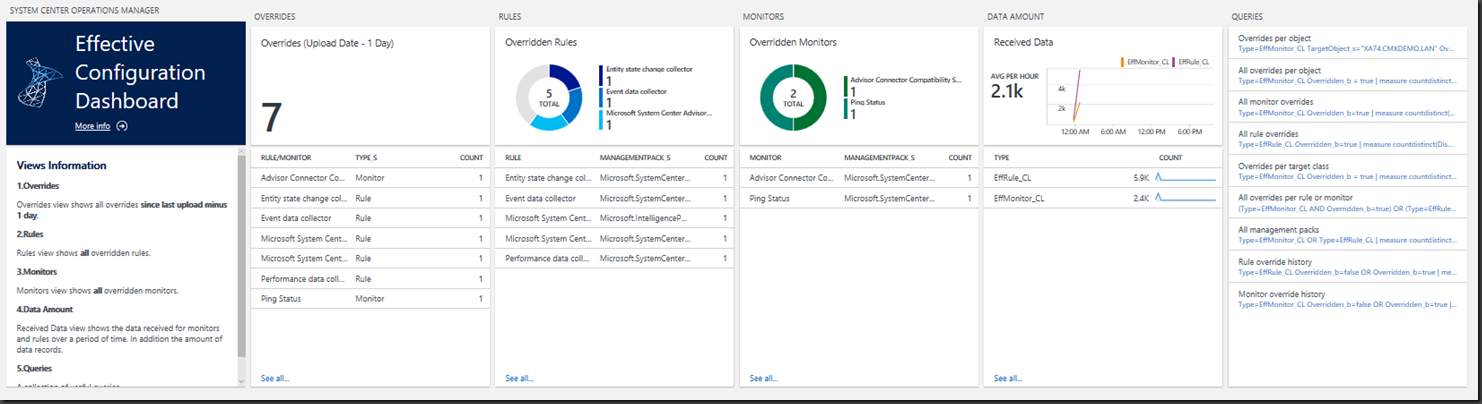 SYSTEM CENTER OPERATIONS MANAGER
Effective
Configuration
Dashboard
More info
Views Information
1.Overrides
Overrides view shows all overrides since last upload minus
1 day.
2.Rules
Rules view shows all overridden rules.
3.Monitors
Monitors view shows all overridden monitors.
4.Data Amount
Received Data view shows the data received for monitors
and rules over a period of time. In addition the amount of
data records.
5.Queries
OVERRIDES
Overrides (Upload Date - 1 Day)
7
RULE/MONITOR TYPE_S COUNT
Advisor Connector Co... Monitor 1
Entity state change col... Rule 1
Event data collector Rule 1
Microsoft System Cent... Rule 1
Microsoft System Cent... Rule 1
Performance data coll... Rule 1
Ping Status Monitor 1
See all...
RULES
Overridden Rules
5
TOTAL
Entity state change collector
1
Event data collector
1
Microsoft System Center Advisor...
1
RULE MANAGEMENTPACK_S COUNT
Entity state change col... Microsoft.SystemCenter... 1
Event data collector Microsoft.SystemCenter... 1
Microsoft System Cent... Microsoft.IntelligenceP... 1
Microsoft System Cent... Microsoft.SystemCenter... 1
Performance data coll... Microsoft.SystemCenter... 1
See all...
MONITORS
Overridden Monitors
2
TOTAL
Advisor Connector Compatibility S...
1
Ping Status
1
MONITOR MANAGEMENTPACK_S COUNT
Advisor Connector Co... Microsoft.SystemCenter... 1
Ping Status Microsoft.SystemCenter... 1
See all...
DATA AMOUNT
Received Data
EffMonitor_CL EffRule_CL
AVG PER HOUR
2.1k
4k
2k
12:00 AM 6:00 AM 12:00 PM 6:00 PM
TYPE COUNT
EffRule_CL 5.9K
EffMonitor_CL 2.4K
See all...
QUERIES
Overrides per object
Type=EffMonitor_CL TargetObject_s="XA74.CMXDEMO.LAN" Ov...
All overrides per object
Type=EffMonitor_CL Overridden_b = true | measure countdistinct...
All monitor overrides
Type=EffMonitor_CL Overridden_b=true | measure countdistinct(...
All rule overrides
Type=EffRule_CL Overridden_b=true | measure countdistinct(Dis...
Overrides per target class
Type=EffMonitor_CL Overridden_b = true | measure countdistinct...
All overrides per rule or monitor
(Type=EffMonitor_CL AND Overridden_b=true) OR (Type=EffRule...
All management packs
Type=EffMonitor_CL OR Type=EffRule_CL | measure countdistinct...
Rule override history
Type=EffRule_CL Overridden_b=false OR Overridden_b=true | me...
Monitor override history
Type=EffMonitor_CL Overridden_b=false OR Overridden_b=true |...